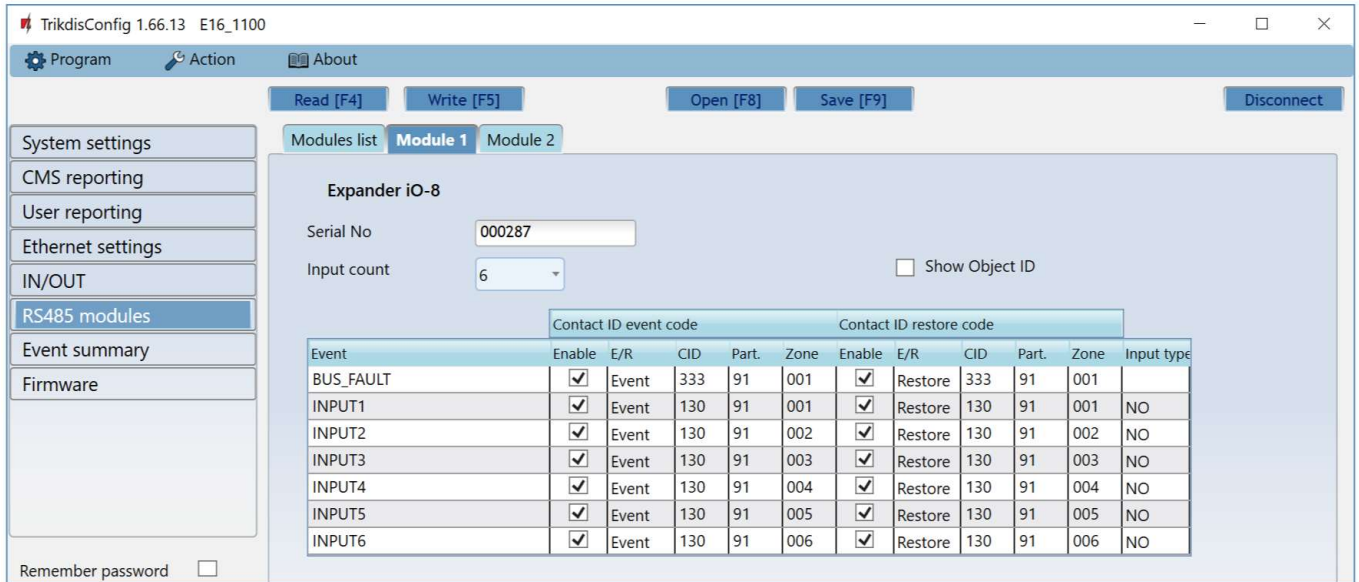 TrikdisConfig 1.66.13 E16_1100
Program Action About
Read [F4] Write [F5] Open [F8] Save [F9] Disconnect
System settings
CMS reporting
User reporting
Ethernet settings
IN/OUT
RS485 modules
Event summary
Firmware
Remember password
Modules list Module 1 Module 2
Expander iO-8
Serial No 000287
Input count 6 Show Object ID
Contact ID event code Contact ID restore code
Event Enable E/R CID Part. Zone Enable E/R CID Part. Zone Input type
BUS_FAULT Event 333 91 001 Restore 333 91 001
INPUT1 Event 130 91 001 Restore 130 91 001 NO
INPUT2 Event 130 91 002 Restore 130 91 002 NO
INPUT3 Event 130 91 003 Restore 130 91 003 NO
INPUT4 Event 130 91 004 Restore 130 91 004 NO
INPUT5 Event 130 91 005 Restore 130 91 005 NO
INPUT6 Event 130 91 006 Restore 130 91 006 NO